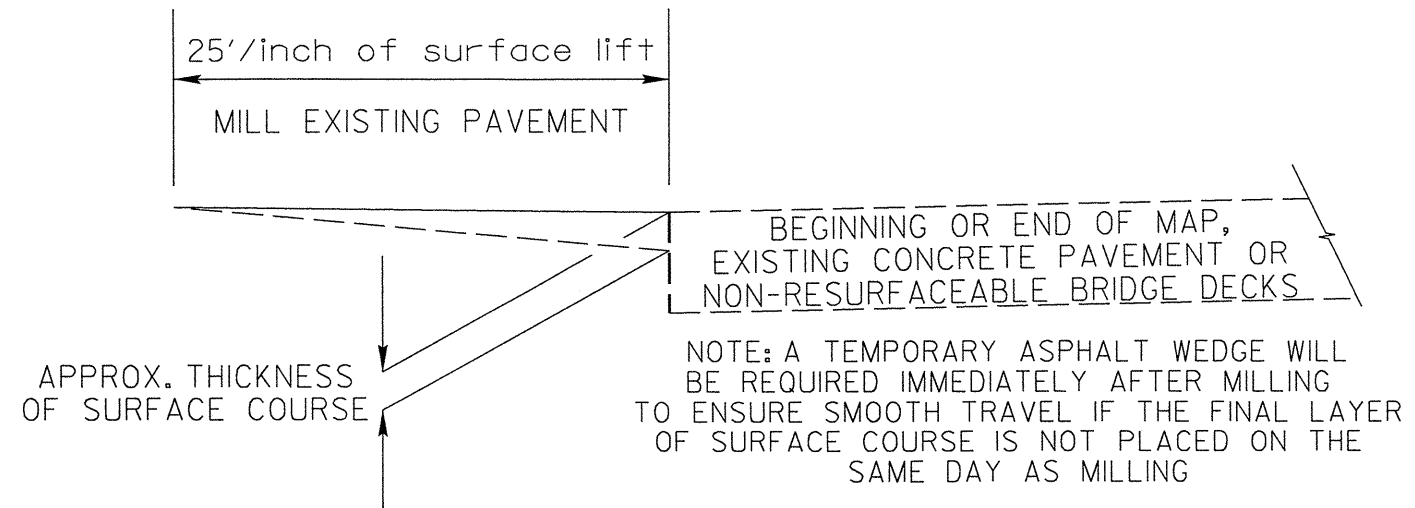 25'/inch of surface lift
MILL EXISTING PAVEMENT
BEGINNING OR END OF MAP,
EXISTING CONCRETE PAVEMENT OR
NON-RESURFACEABLE BRIDGE DECKS
APPROX. THICKNESS
OF SURFACE COURSE
NOTE: A TEMPORARY ASPHALT WEDGE WILL
BE REQUIRED IMMEDIATELY AFTER MILLING
TO ENSURE SMOOTH TRAVEL IF THE FINAL LAYER
OF SURFACE COURSE IS NOT PLACED ON THE
SAME DAY AS MILLING